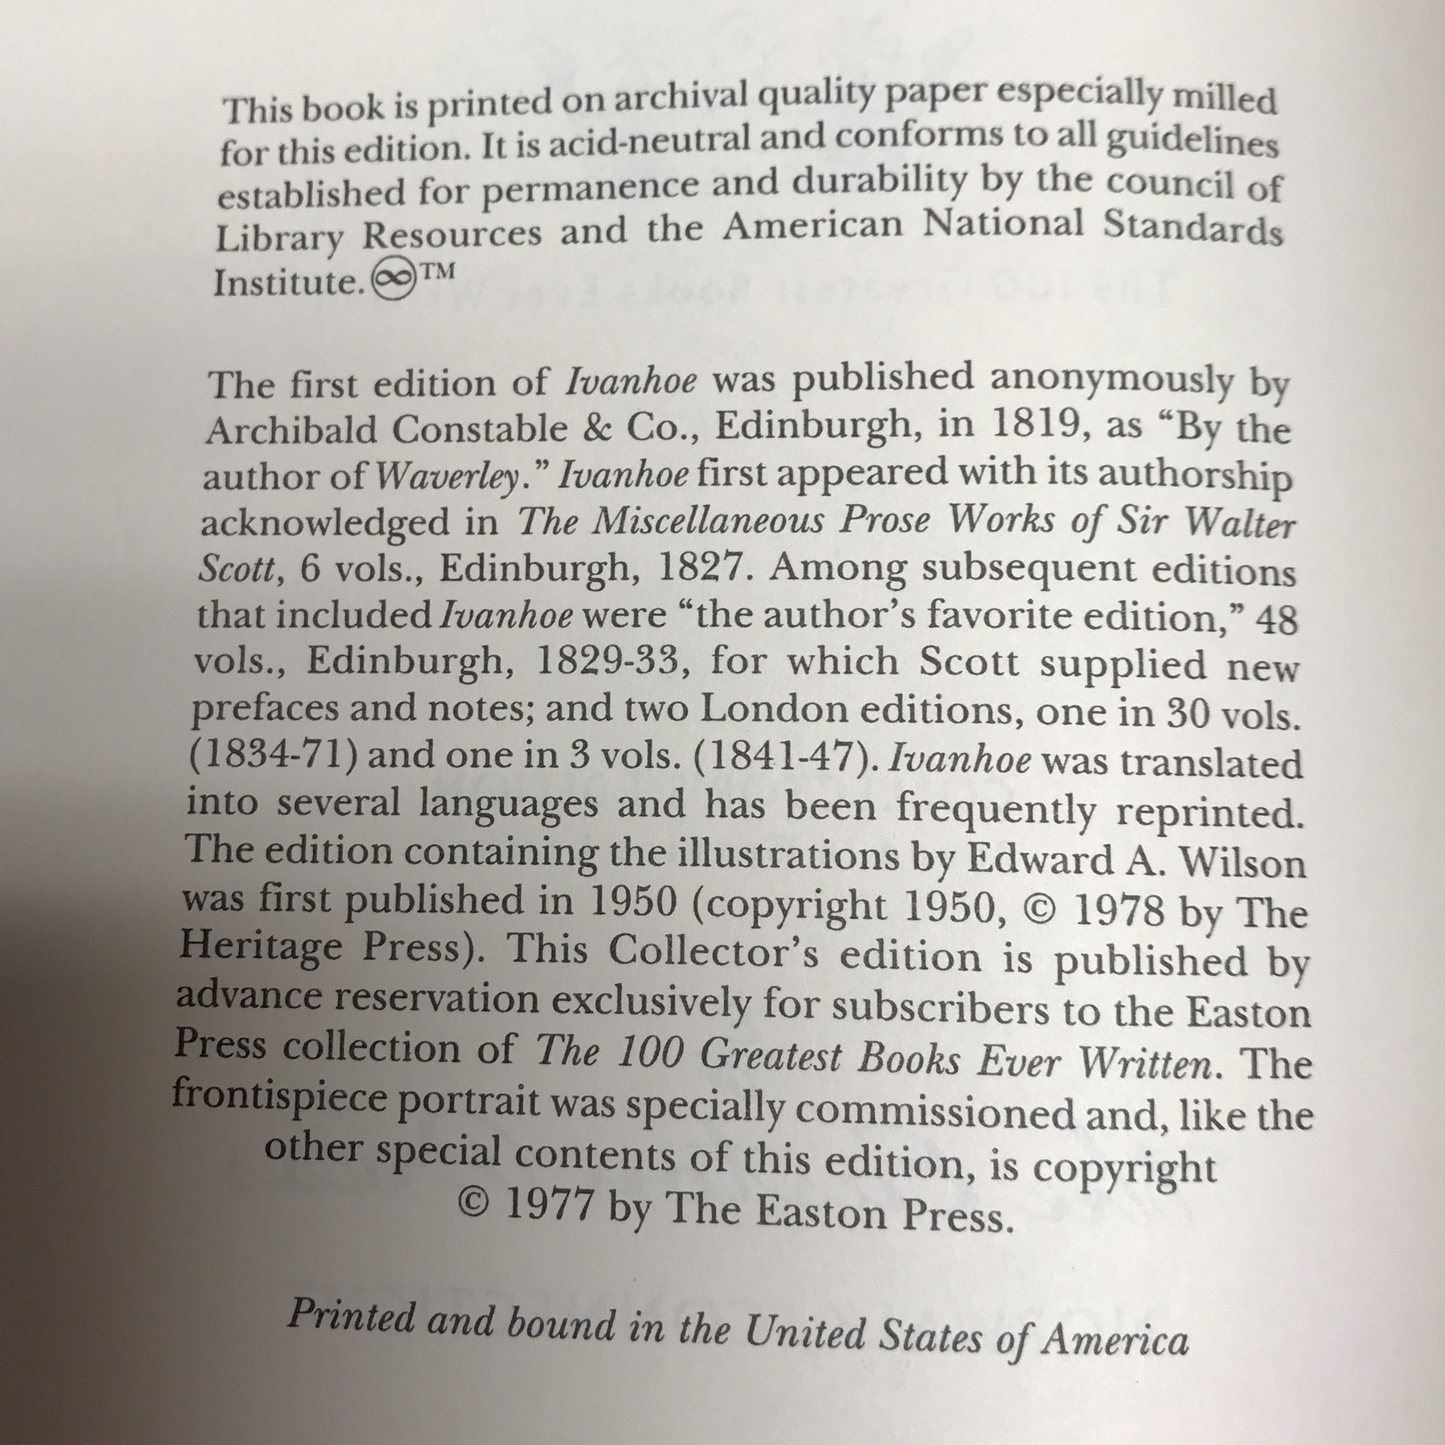 This book is printed on archival quality paper especially milled
for this edition. It is acid-neutral and conforms to all guidelines
established for permanence and durability by the council of
Library Resources and the American National Standards
Institute. ♾™
The first edition of Ivanhoe was published anonymously by
Archibald Constable & Co., Edinburgh, in 1819, as “By the
author of Waverley.” Ivanhoe first appeared with its authorship
acknowledged in The Miscellaneous Prose Works of Sir Walter
Scott, 6 vols., Edinburgh, 1827. Among subsequent editions
that included Ivanhoe were “the author’s favorite edition,” 48
vols., Edinburgh, 1829-33, for which Scott supplied new
prefaces and notes; and two London editions, one in 30 vols.
(1834-71) and one in 3 vols. (1841-47). Ivanhoe was translated
into several languages and has been frequently reprinted.
The edition containing the illustrations by Edward A. Wilson
was first published in 1950 (copyright 1950, © 1978 by The
Heritage Press). This Collector’s edition is published by
advance reservation exclusively for subscribers to the Easton
Press collection of The 100 Greatest Books Ever Written. The
frontispiece portrait was specially commissioned and, like the
other special contents of this edition, is copyright
© 1977 by The Easton Press.
Printed and bound in the United States of America